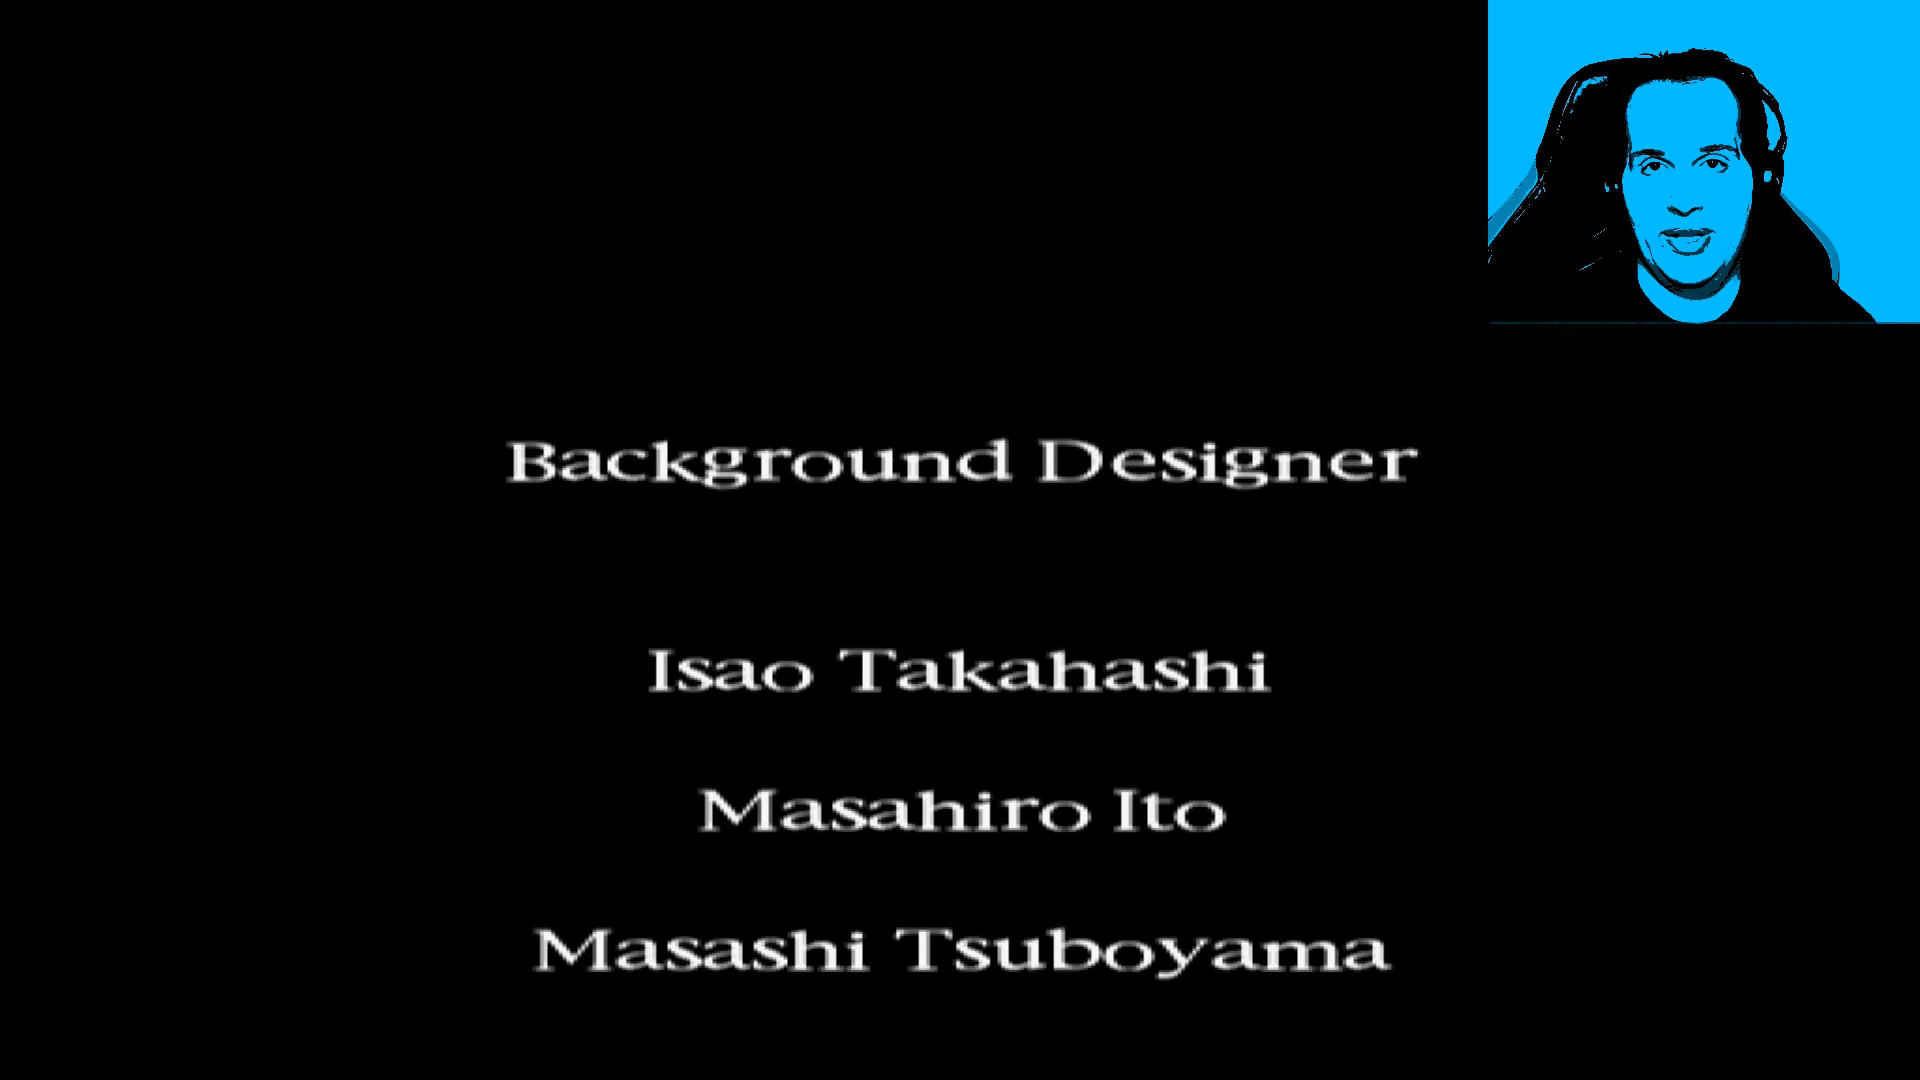 Background Designer
Isao Takahashi
Masahiro Ito
Masashi Tsuboyama